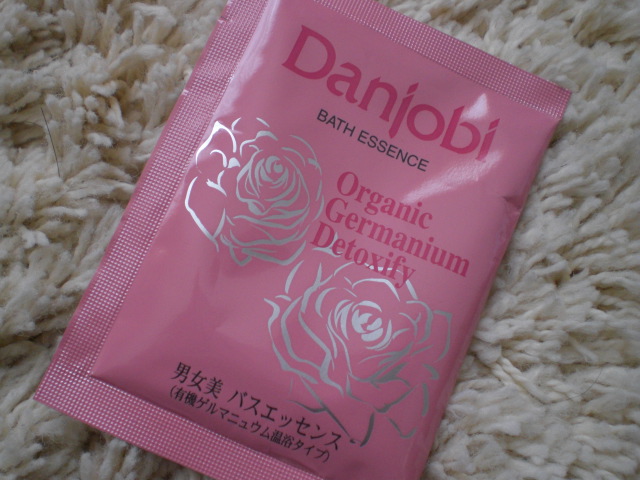 Danjobi
BATH ESSENCE
Organic
Germanium
Detoxify
男女美 バスエッセンス
(有機ゲルマニュウム温浴タイプ)